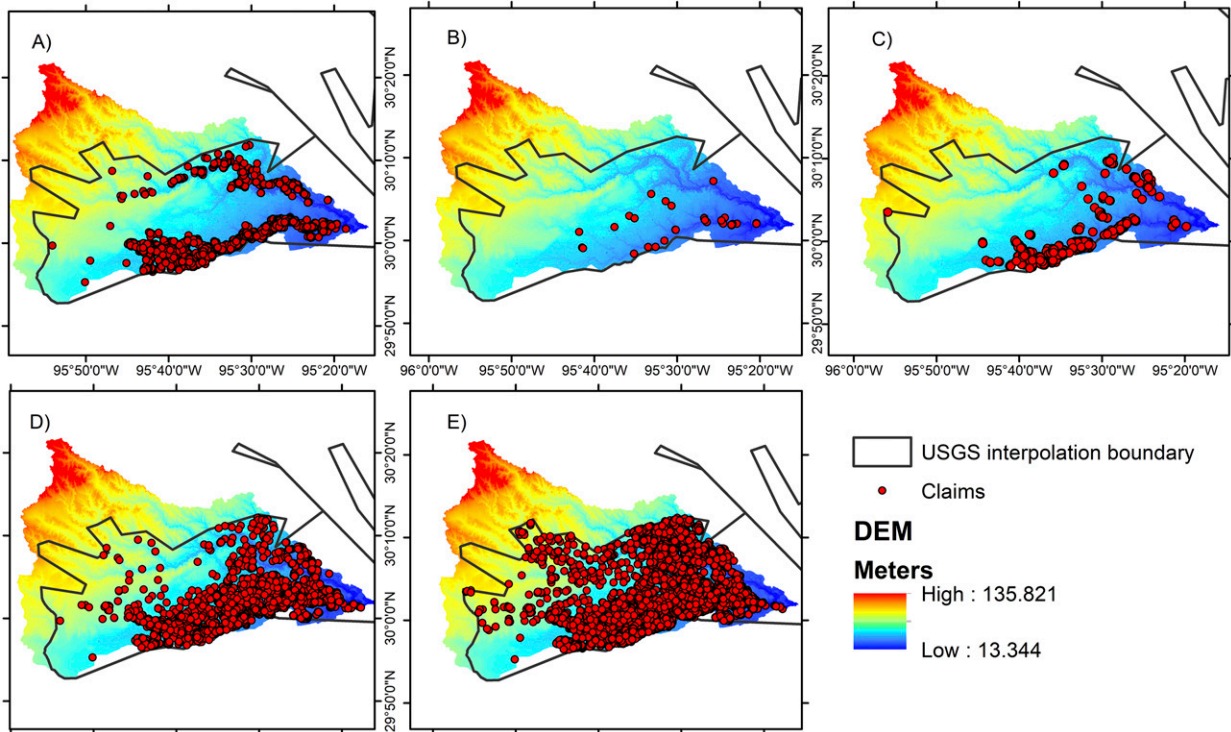 A)
B)
C)
30°20'0"N
30°10'0"N
30°0'0"N
29°50'0"N
30°20'0"N
30°10'0"N
30°0'0"N
29°50'0"N
95°50'0"W 95°40'0"W 95°30'0"W 95°20'0"W
96°0'0"W 95°50'0"W 95°40'0"W 95°30'0"W 95°20'0"W
96°0'0"W 95°50'0"W 95°40'0"W 95°30'0"W 95°20'0"W
D)
E)
30°20'0"N
30°10'0"N
30°0'0"N
29°50'0"N
USGS interpolation boundary
Claims
DEM
Meters
High : 135.821
Low : 13.344